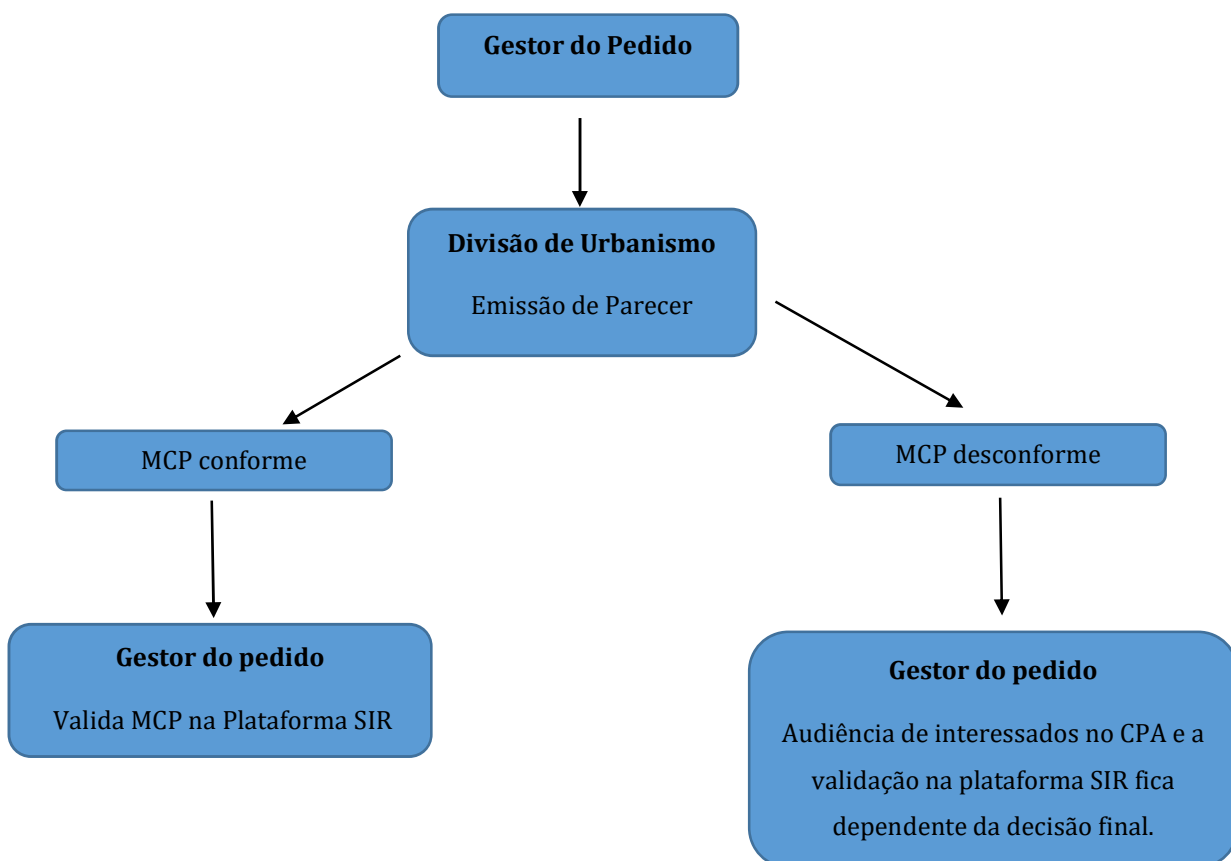 Gestor do Pedido
Divisão de Urbanismo
Emissão de Parecer
MCP conforme
MCP desconforme
Gestor do pedido
Valida MCP na Plataforma SIR
Gestor do pedido
Audiência de interessados no CPA e a
validação na plataforma SIR fica
dependente da decisão final.